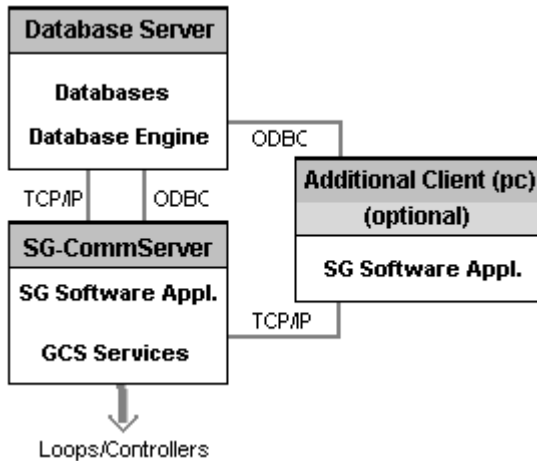 Database Server
Databases
Database Engine
ODBC
TCP/IP
ODBC
Additional Client (pc)
(optional)
SG Software Appl.
SG-CommServer
SG Software Appl.
GCS Services
TCP/IP
Loops/Controllers